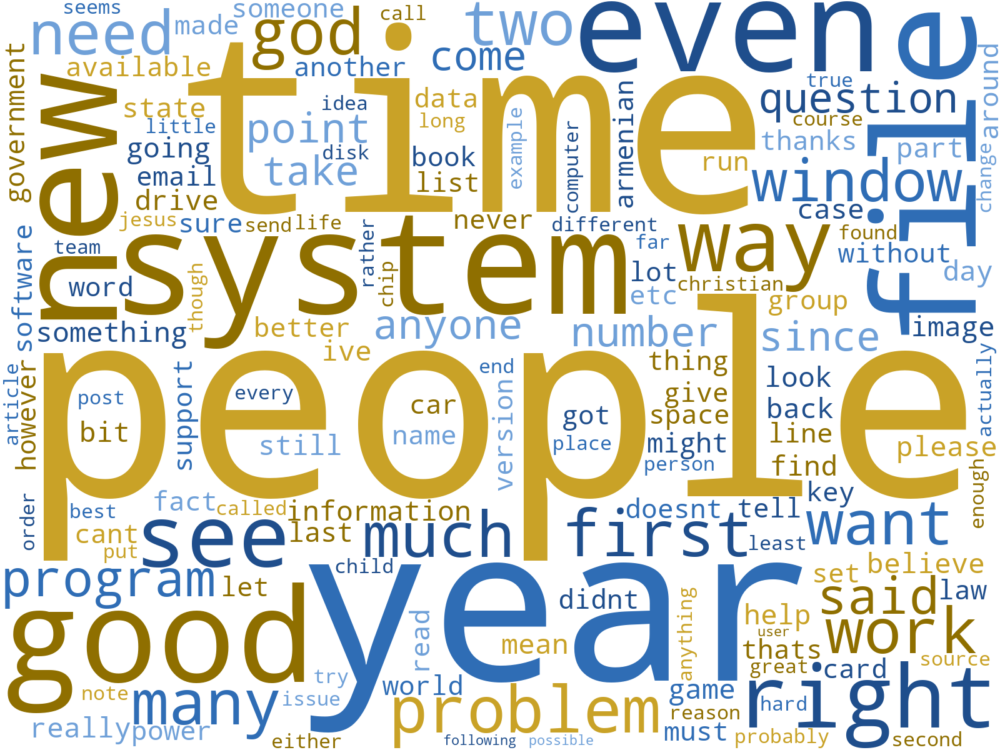 seems
someone
call
need
made
god
two
even
file
come
available
another
time
government
new
state
idea
data
true
question
around
long
course
little
point
example
computer
armenian
thanks
part
change
going
disk
book
run
email
take
list
window
drive
case
jesus
sure
send
life
never
different
way
found
software
team
system
rather
far
without
word
though
chip
lot
christian
day
etc
group
something
better
anyone
number
since
image
ive
thing
people
article
however
support
end
look
actually
post
every
car
version
give
back
bit
name
got
space
line
still
place
might
please
person
find
enough
order
best
fact
called
information
doesnt
tell
key
cant
see
last
much
first
want
put
least
program
let
child
set
believe
good
year
didnt
said
law
read
anything
help
work
mean
user
thats
great
source
try
card
note
many
issue
world
problem
game
right
hard
reason
really
power
must
probably
either
following
possible
second